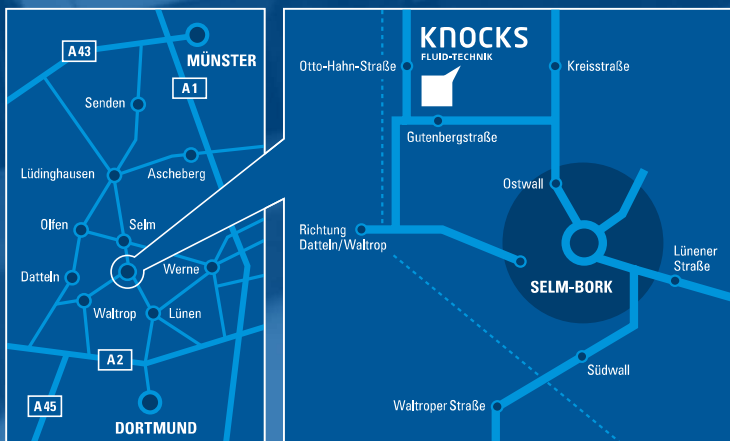 A43
MÜNSTER
A1
Senden
Lüdinghausen
Ascheberg
Olfen
Selm
Datteln
Werne
Waltrop
Lünen
A2
A45
DORTMUND
KNOCKS
FLUID-TECHNIK
Otto-Hahn-Straße
Kreisstraße
Gutenbergstraße
Ostwall
Richtung
Datteln/Waltrop
Lünener
Straße
SELM-BORK
Südwall
Waltroper Straße